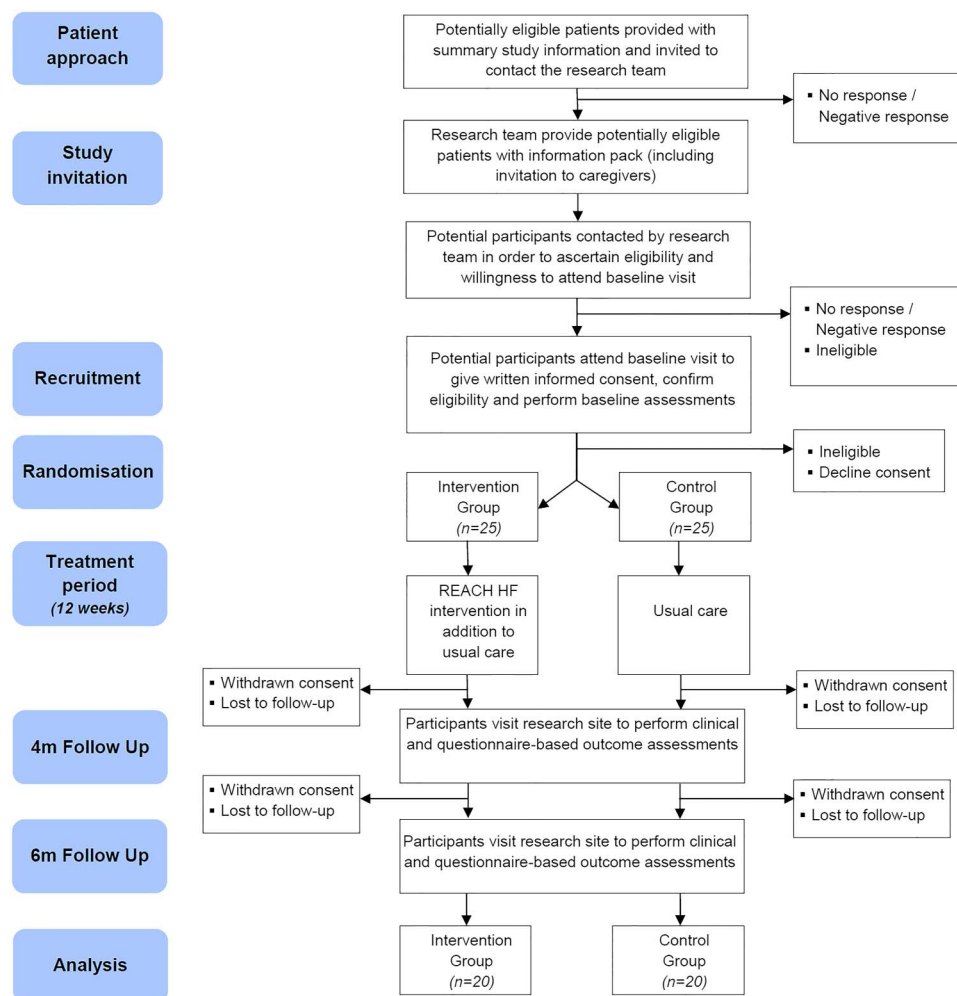 Patient
approach
Potentially eligible patients provided with
summary study information and invited to
contact the research team
▪ No response /
Negative response
Study
invitation
Research team provide potentially eligible
patients with information pack (including
invitation to caregivers)
Potential participants contacted by research
team in order to ascertain eligibility and
willingness to attend baseline visit
▪ No response /
Negative response
▪ Ineligible
Recruitment
Potential participants attend baseline visit to
give written informed consent, confirm
eligibility and perform baseline assessments
▪ Ineligible
▪ Decline consent
Randomisation
Intervention
Group
(n=25)
Control
Group
(n=25)
Treatment
period
(12 weeks)
REACH HF
intervention in
addition to
usual care
Usual care
▪ Withdrawn consent
▪ Lost to follow-up
▪ Withdrawn consent
▪ Lost to follow-up
4m Follow Up
Participants visit research site to perform clinical
and questionnaire-based outcome assessments
▪ Withdrawn consent
▪ Lost to follow-up
▪ Withdrawn consent
▪ Lost to follow-up
6m Follow Up
Participants visit research site to perform clinical
and questionnaire-based outcome assessments
Analysis
Intervention
Group
(n=20)
Control
Group
(n=20)